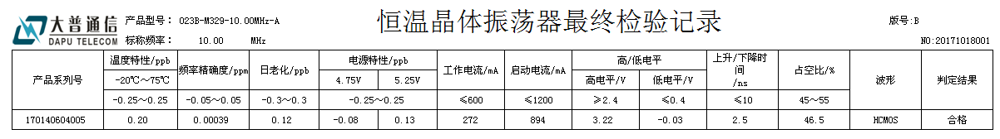 大普通信
DAPU TELECOM
产品型号： O23B-M329-10.00MHz-A
标称频率： 10.00 MHz
恒温晶体振荡器最终检验记录
版号:B
NO:20171018001
产品系列号 温度特性/ppb 频率精确度/ppm 日老化/ppb 电源特性/ppb 工作电流/mA 启动电流/mA 高/低电平 上升/下降时间/ns 占空比/% 波形 判定结果
-20℃～75℃ 4.75V 5.25V 高电平/V 低电平/V
-0.25～0.25 -0.05～0.05 -0.3～0.3 -0.25～0.25 ≤600 ≤1200 ≥2.4 ≤0.4 ≤10 45～55
170140604005 0.20 0.00039 0.12 -0.08 0.13 272 894 3.22 -0.03 2.5 46.5 HCMOS 合格